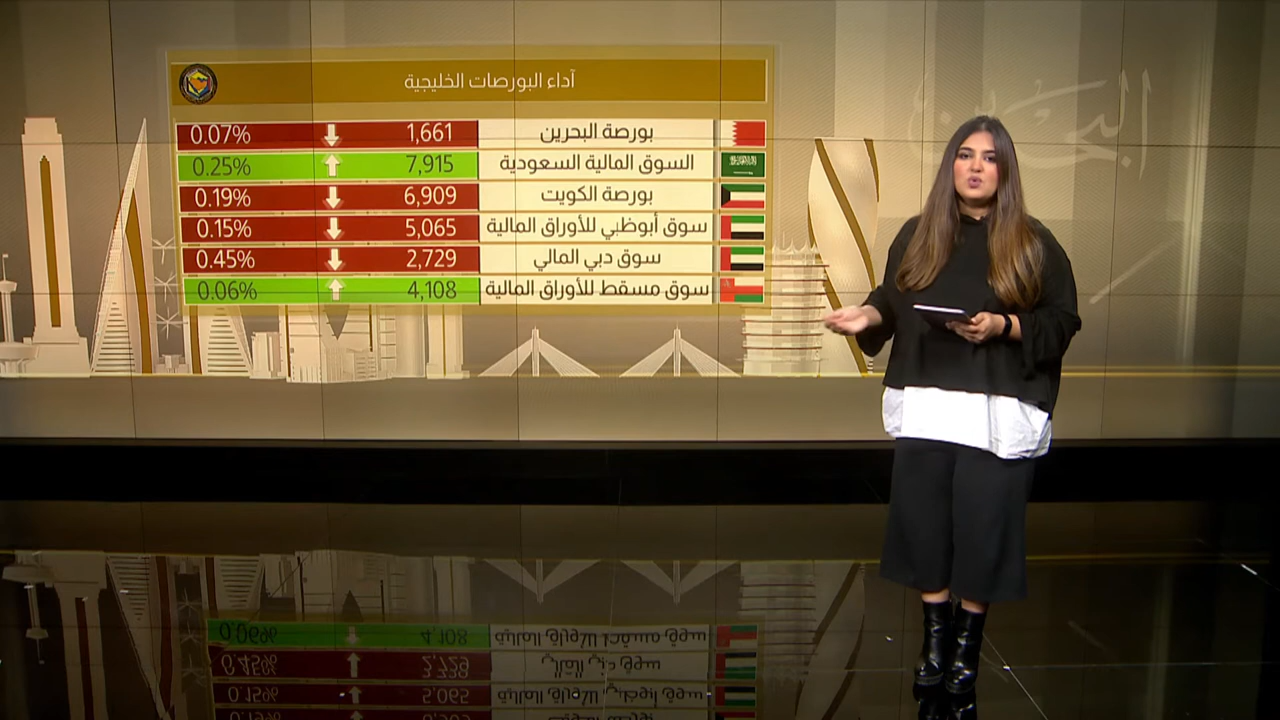 آداء البورصات الخليجية
بورصة البحرين 1,661 0.07%
السوق المالية السعودية 7,915 0.25%
بورصة الكويت 6,909 0.19%
سوق أبوظبي للأوراق المالية 5,065 0.15%
سوق دبي المالي 2,729 0.45%
سوق مسقط للأوراق المالية 4,108 0.06%
البحرين